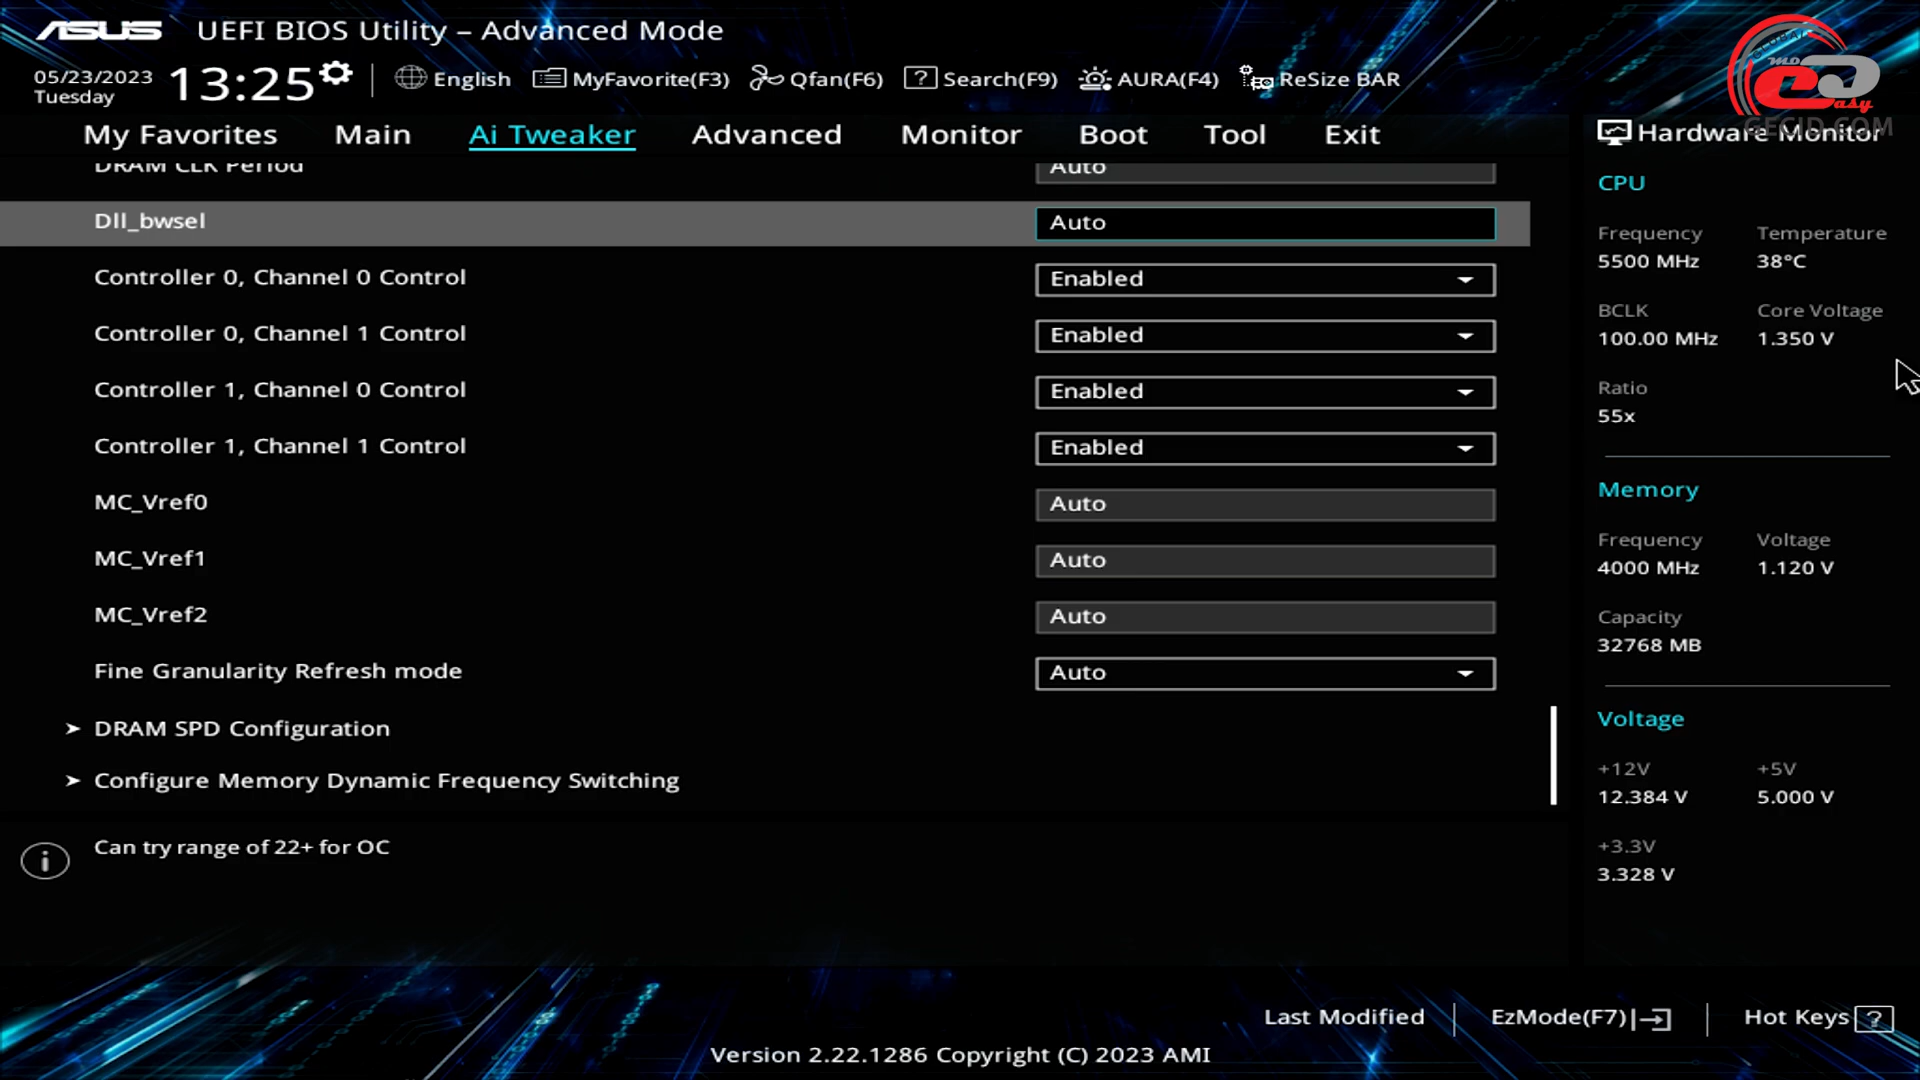 ASUS UEFI BIOS Utility – Advanced Mode
05/23/2023
Tuesday
13:25
English MyFavorite(F3) Qfan(F6) Search(F9) AURA(F4) ReSize BAR
My Favorites Main Ai Tweaker Advanced Monitor Boot Tool Exit
DRAM CLK Period Auto
Dll_bwsel Auto
Controller 0, Channel 0 Control Enabled
Controller 0, Channel 1 Control Enabled
Controller 1, Channel 0 Control Enabled
Controller 1, Channel 1 Control Enabled
MC_Vref0 Auto
MC_Vref1 Auto
MC_Vref2 Auto
Fine Granularity Refresh mode Auto
DRAM SPD Configuration
Configure Memory Dynamic Frequency Switching
Can try range of 22+ for OC
GECID.COM
Hardware Monitor
CPU
Frequency Temperature
5500 MHz 38°C
BCLK Core Voltage
100.00 MHz 1.350 V
Ratio
55x
Memory
Frequency Voltage
4000 MHz 1.120 V
Capacity
32768 MB
Voltage
+12V +5V
12.384 V 5.000 V
+3.3V
3.328 V
Last Modified EzMode(F7) Hot Keys ?
Version 2.22.1286 Copyright (C) 2023 AMI